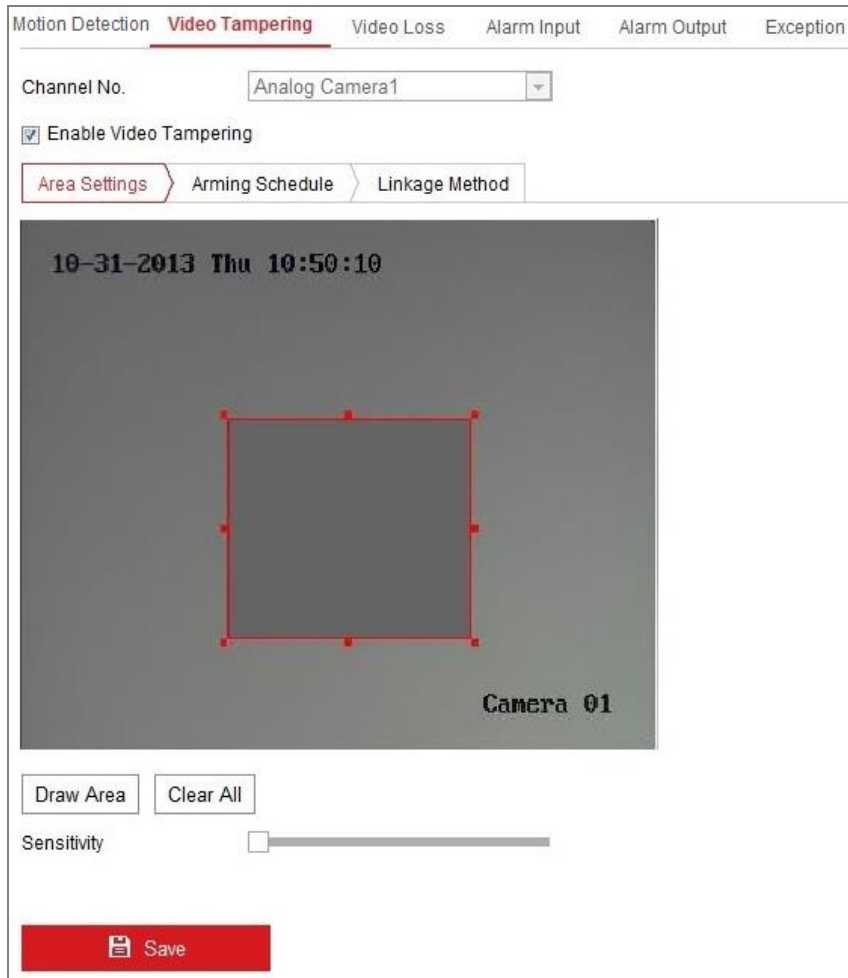 Motion Detection Video Tampering Video Loss Alarm Input Alarm Output Exception
Channel No. Analog Camera1
Enable Video Tampering
Area Settings Arming Schedule Linkage Method
10-31-2013 Thu 10:50:10
Camera 01
Draw Area Clear All
Sensitivity
Save